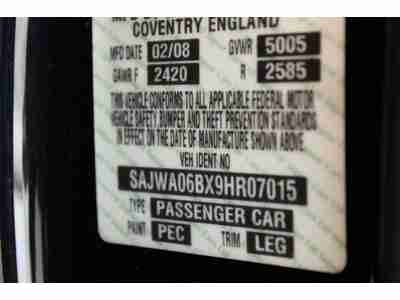 COVENTRY ENGLAND
MFD DATE 02/08 GVWR 5005
GAWR F 2420 R 2585
THIS VEHICLE CONFORMS TO ALL APPLICABLE FEDERAL MOTOR
VEHICLE SAFETY, BUMPER AND THEFT PREVENTION STANDARDS
IN EFFECT ON THE DATE OF MANUFACTURE SHOWN ABOVE.
VEH IDENT NO
SAJWA06BX9HR07015
TYPE PASSENGER CAR
PAINT PEC TRIM LEG